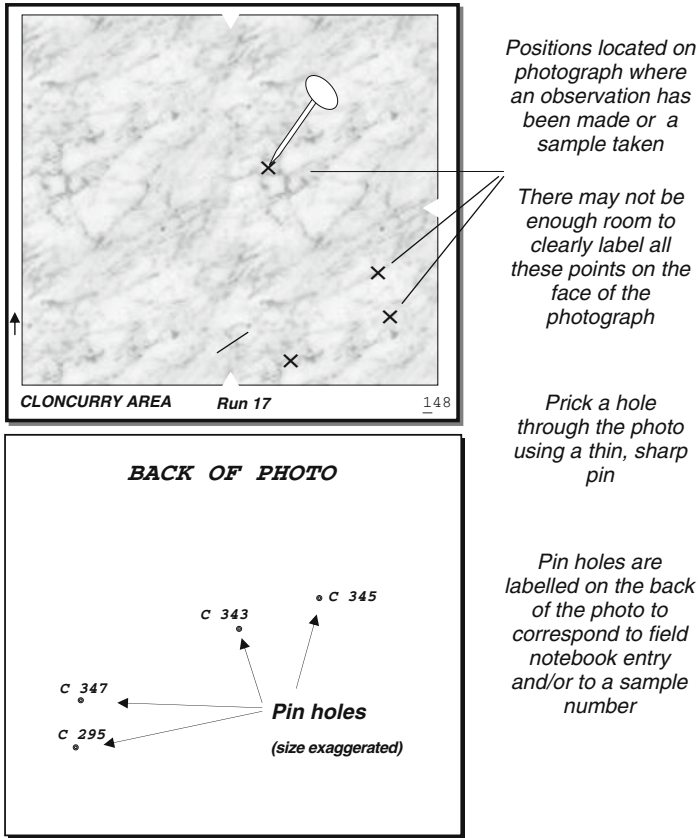 Positions located on
photograph where
an observation has
been made or a
sample taken
There may not be
enough room to
clearly label all
these points on the
face of the
photograph
CLONCURRY AREA Run 17 148
Prick a hole
through the photo
using a thin, sharp
pin
BACK OF PHOTO
C 345
C 343
C 347
C 295
Pin holes
(size exaggerated)
Pin holes are
labelled on the back
of the photo to
correspond to field
notebook entry
and/or to a sample
number